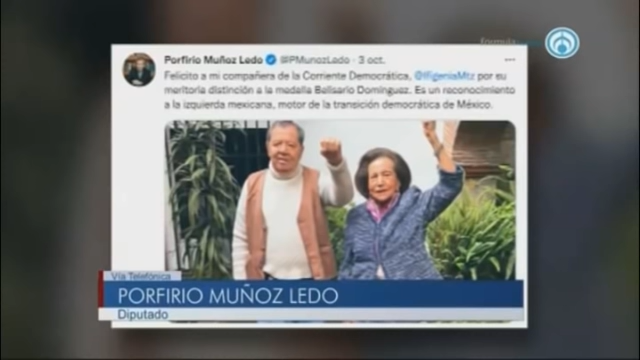 fórmula
Porfirio Muñoz Ledo @PMunozLedo · 3 oct.
Felicito a mi compañera de la Corriente Democrática, @IfigeniaMtz por su
meritoria distinción a la medalla Belisario Domínguez. Es un reconocimiento
a la izquierda mexicana, motor de la transición democrática de México.
Vía Telefónica
PORFIRIO MUÑOZ LEDO
Diputado